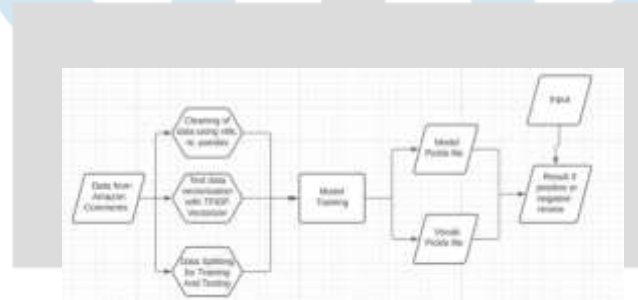 Cleaning of
data using nltk,
re, pandas
Data from
Amazon
Comments
Text data
vectorization
with TFIDF
Vectorizer
Data Splitting
for Training
And Testing
Model
Training
Model
Pickle file
Vocab
Pickle file
Input
Result if
positive or
negative
review